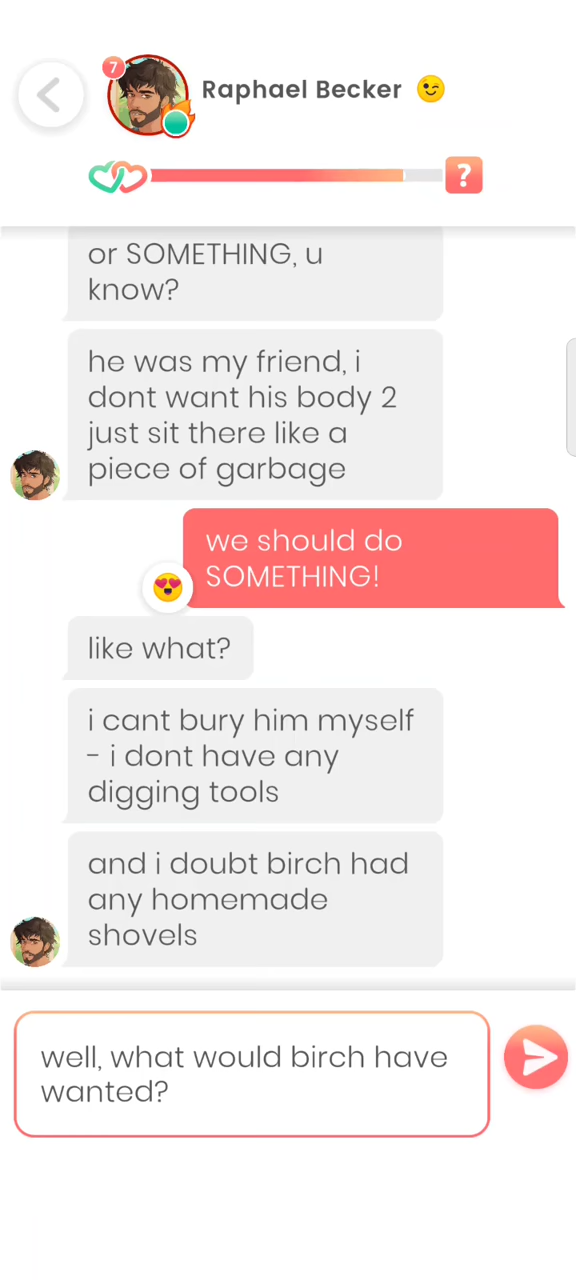 7
Raphael Becker
?
or SOMETHING, u
know?
he was my friend, i
dont want his body 2
just sit there like a
piece of garbage
we should do
SOMETHING!
like what?
i cant bury him myself
- i dont have any
digging tools
and i doubt birch had
any homemade
shovels
well, what would birch have
wanted?